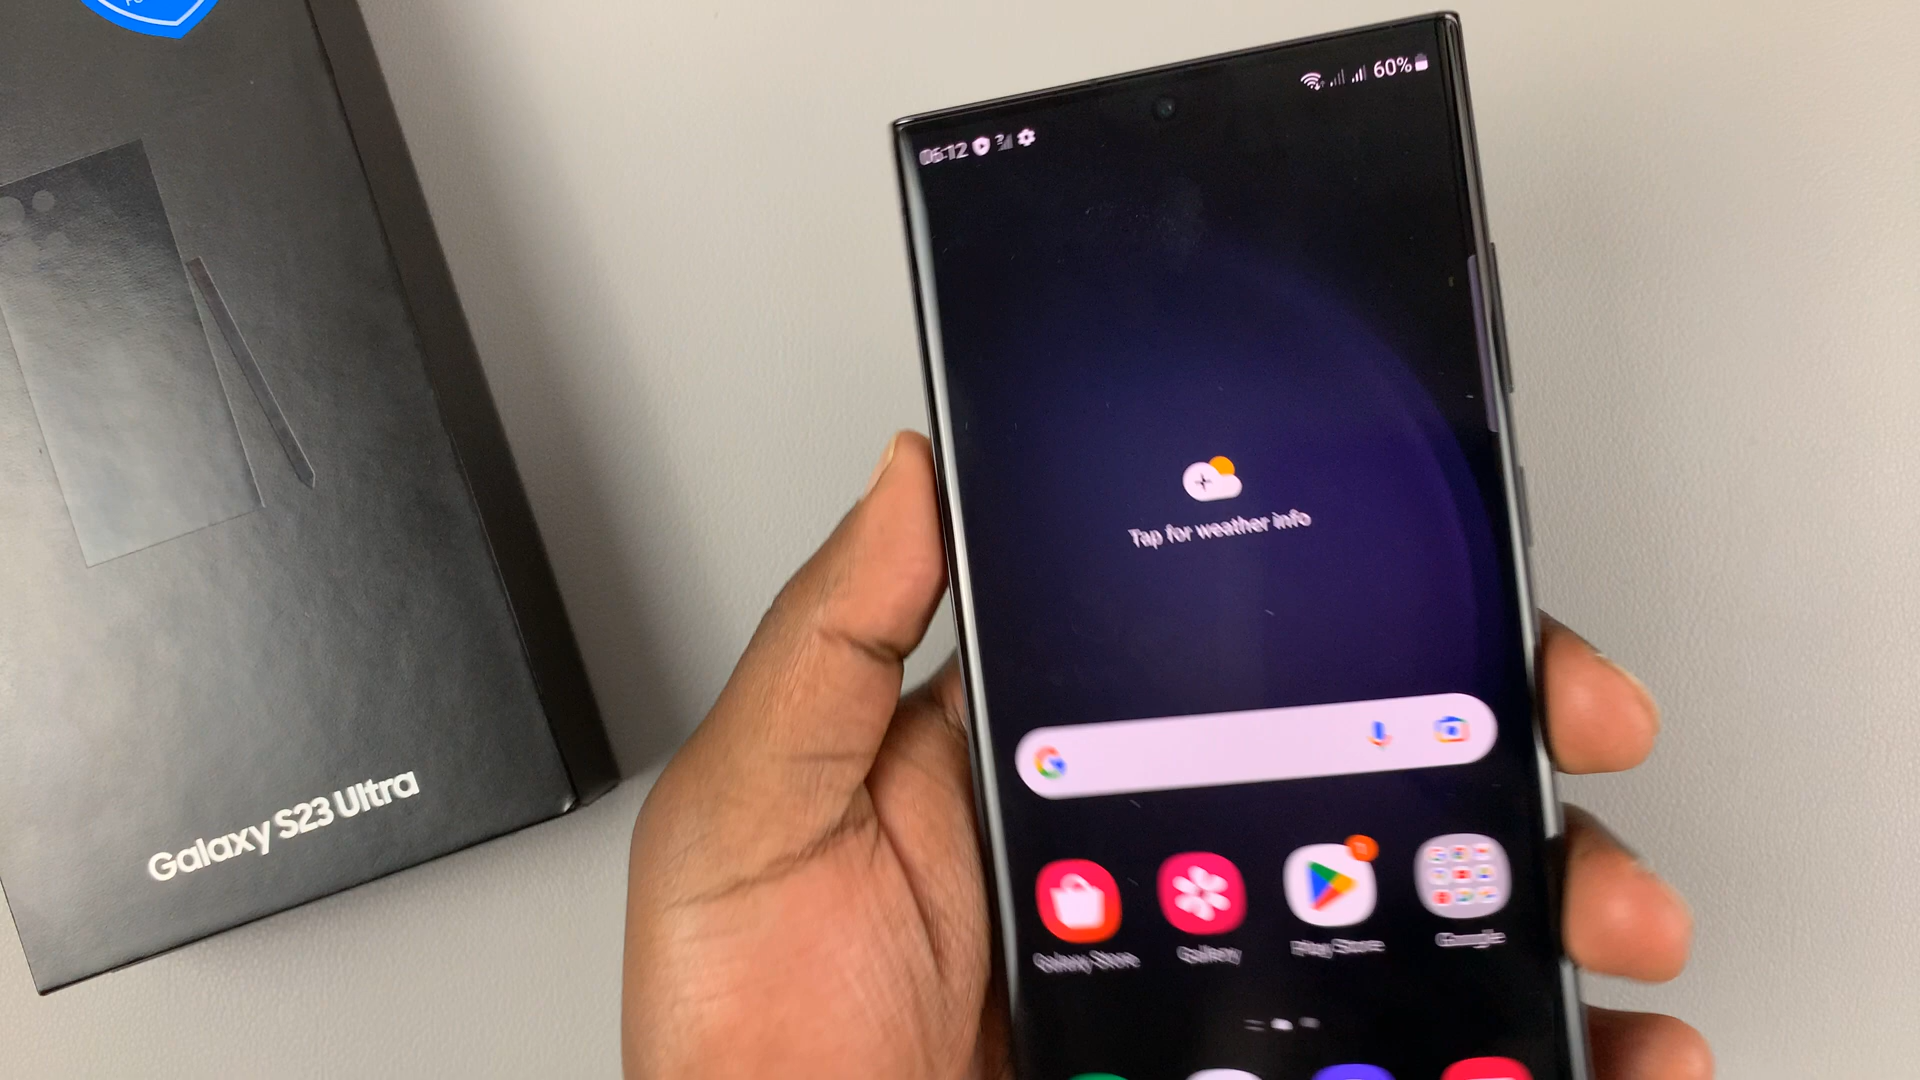 06:12
60%
Tap for weather info
Galaxy Store
Gallery
Play Store
Google
Galaxy S23 Ultra